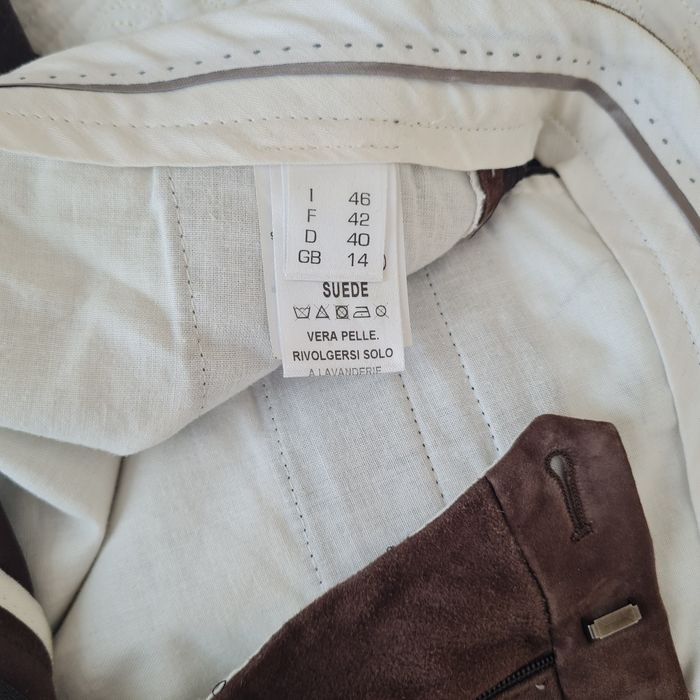 I 46
F 42
D 40
GB 14
SUEDE
VERA PELLE.
RIVOLGERSI SOLO
A LAVANDERIE